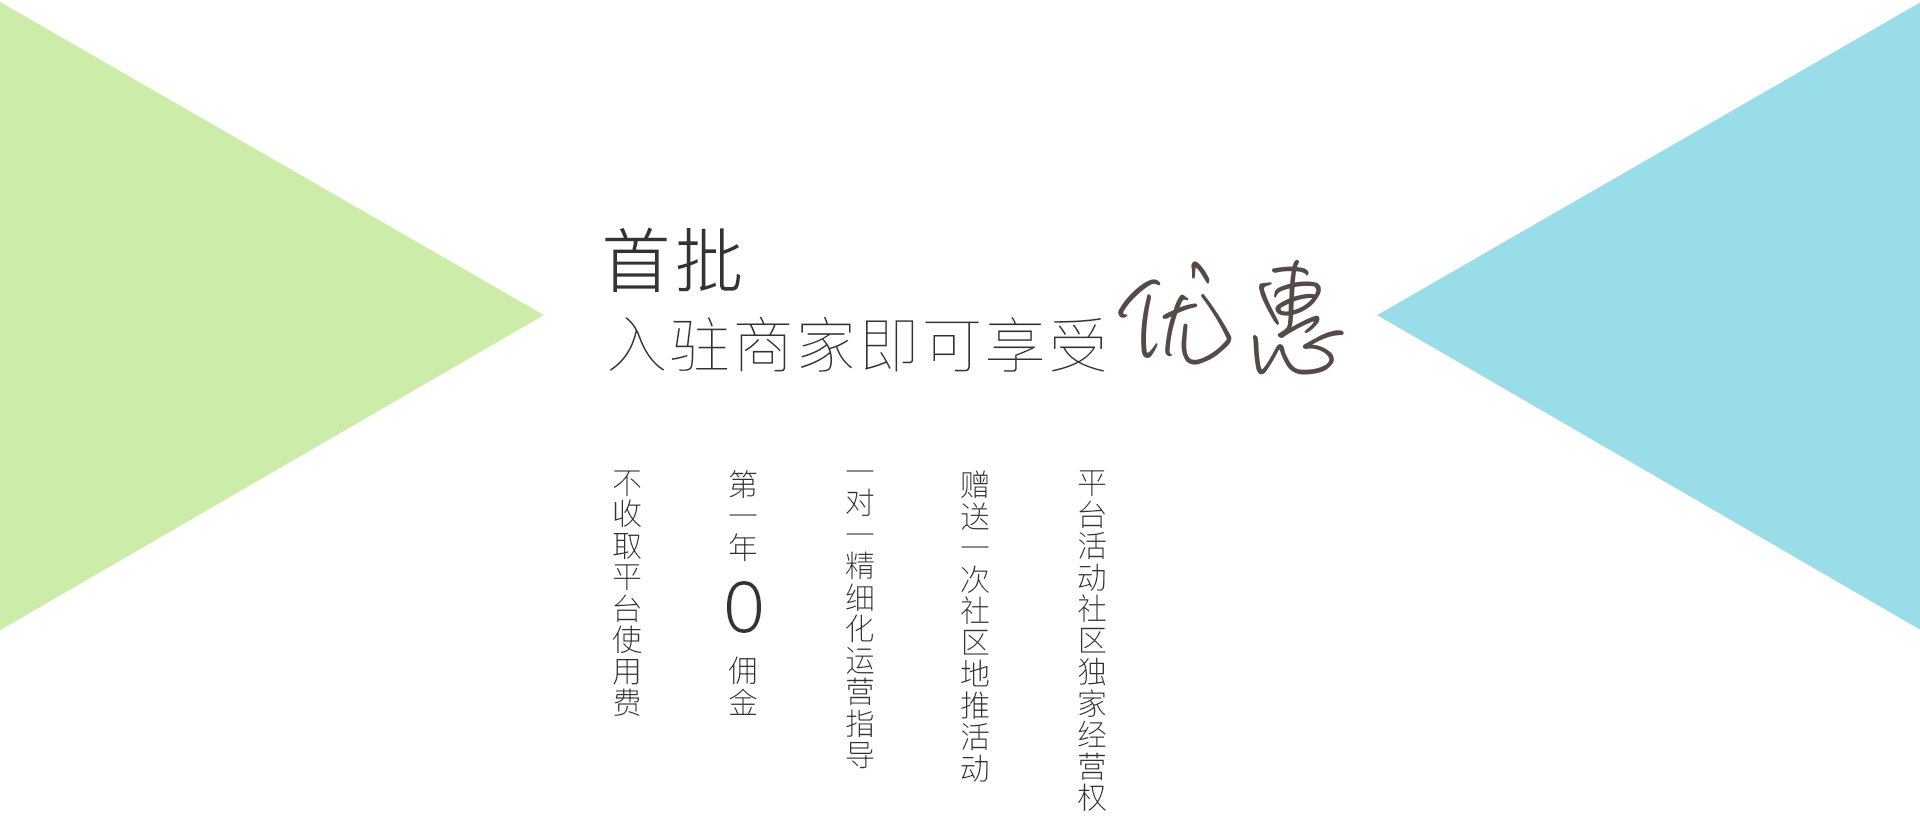 首批
入驻商家即可享受优惠
不收取平台使用费
第一年0佣金
一对一精细化运营指导
赠送一次社区地推活动
平台活动社区独家经营权